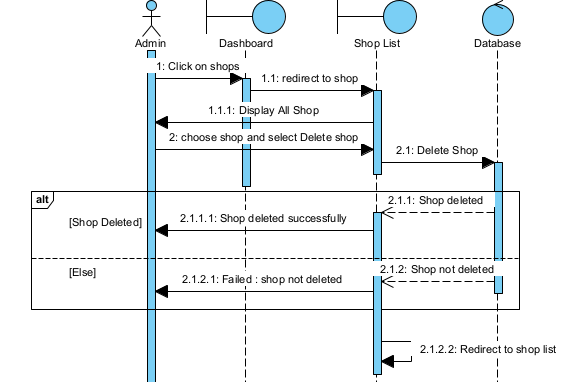 Admin
Dashboard
Shop List
Database
1: Click on shops
1.1: redirect to shop
1.1.1: Display All Shop
2: choose shop and select Delete shop
2.1: Delete Shop
alt
2.1.1: Shop deleted
[Shop Deleted]
2.1.1.1: Shop deleted successfully
[Else]
2.1.2: Shop not deleted
2.1.2.1: Failed : shop not deleted
2.1.2.2: Redirect to shop list